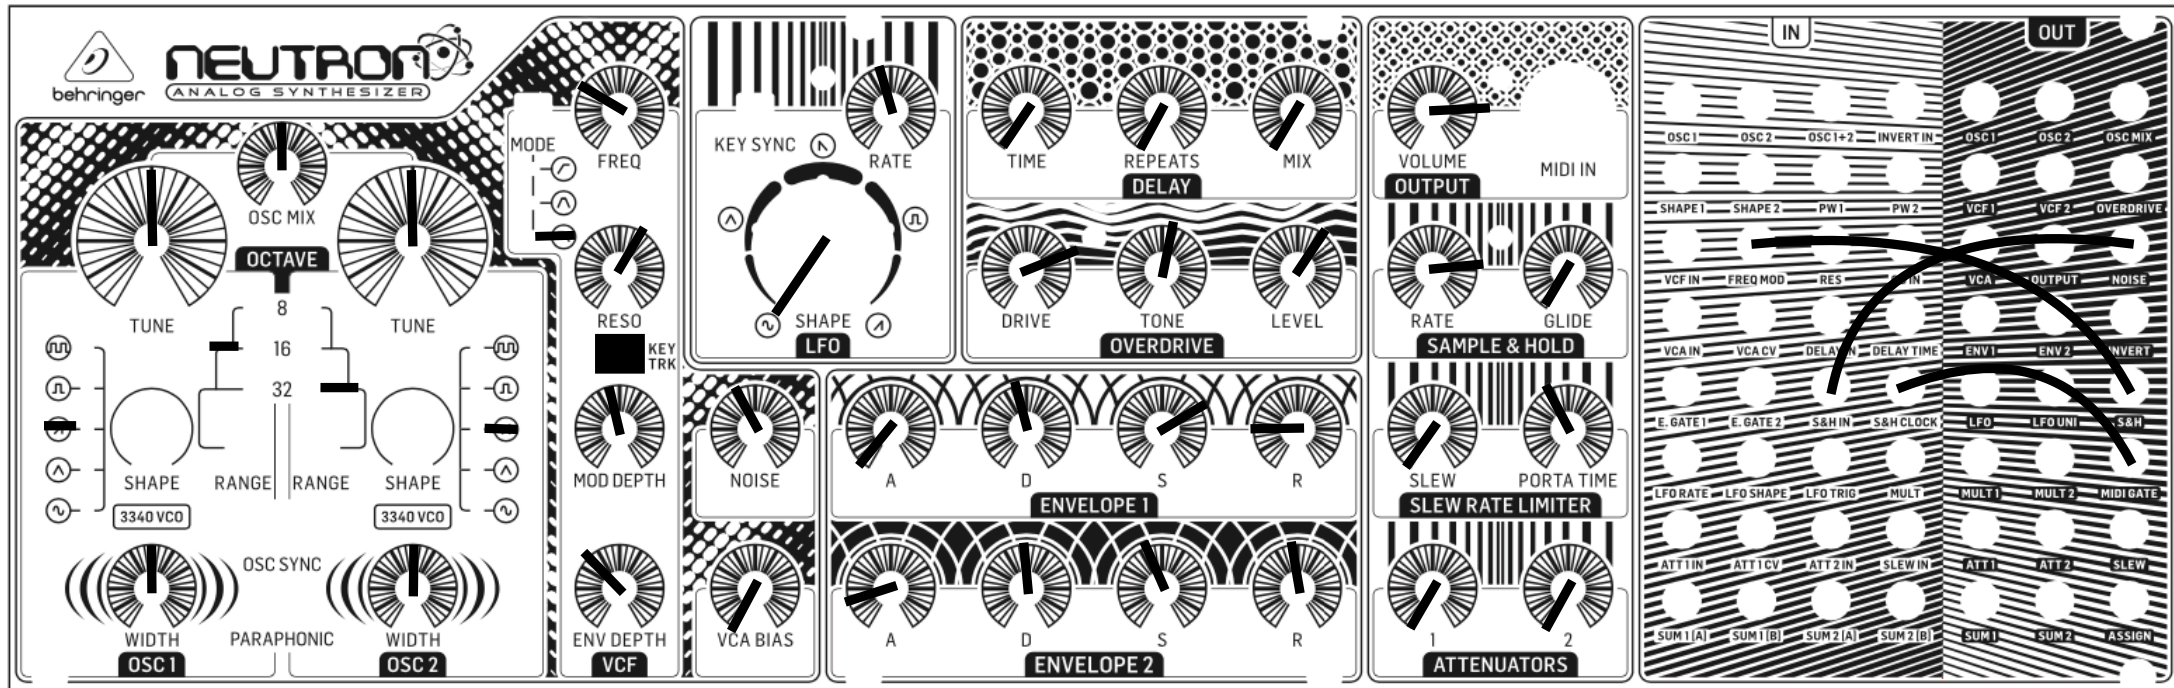 behringer
NEUTRON
ANALOG SYNTHESIZER
OSC MIX
TUNE
TUNE
OCTAVE
8
16
32
SHAPE
RANGE
RANGE
SHAPE
3340 VCO
3340 VCO
OSC SYNC
WIDTH
PARAPHONIC
WIDTH
OSC 1
OSC 2
MODE
FREQ
RESO
KEY
TRK
MOD DEPTH
ENV DEPTH
VCF
KEY SYNC
RATE
SHAPE
LFO
NOISE
VCA BIAS
TIME
REPEATS
MIX
DELAY
DRIVE
TONE
LEVEL
OVERDRIVE
A
D
S
R
ENVELOPE 1
A
D
S
R
ENVELOPE 2
VOLUME
MIDI IN
OUTPUT
RATE
GLIDE
SAMPLE & HOLD
SLEW
PORTA TIME
SLEW RATE LIMITER
1
2
ATTENUATORS
IN
OUT
OSC 1 OSC 2 OSC 1+2 INVERT IN OSC 1 OSC 2 OSC MIX
SHAPE 1 SHAPE 2 PW 1 PW 2 VCF 1 VCF 2 OVERDRIVE
VCF IN FREQ MOD RES IN VCA OUTPUT NOISE
VCA IN VCA CV DELAY IN DELAY TIME ENV 1 ENV 2 INVERT
E. GATE 1 E. GATE 2 S&H IN S&H CLOCK LFO LFO UNI S&H
LFO RATE LFO SHAPE LFO TRIG MULT MULT 1 MULT 2 MIDI GATE
ATT 1 IN ATT 1 CV ATT 2 IN SLEW IN ATT 1 ATT 2 SLEW
SUM 1 [A] SUM 1 [B] SUM 2 [A] SUM 2 [B] SUM 1 SUM 2 ASSIGN